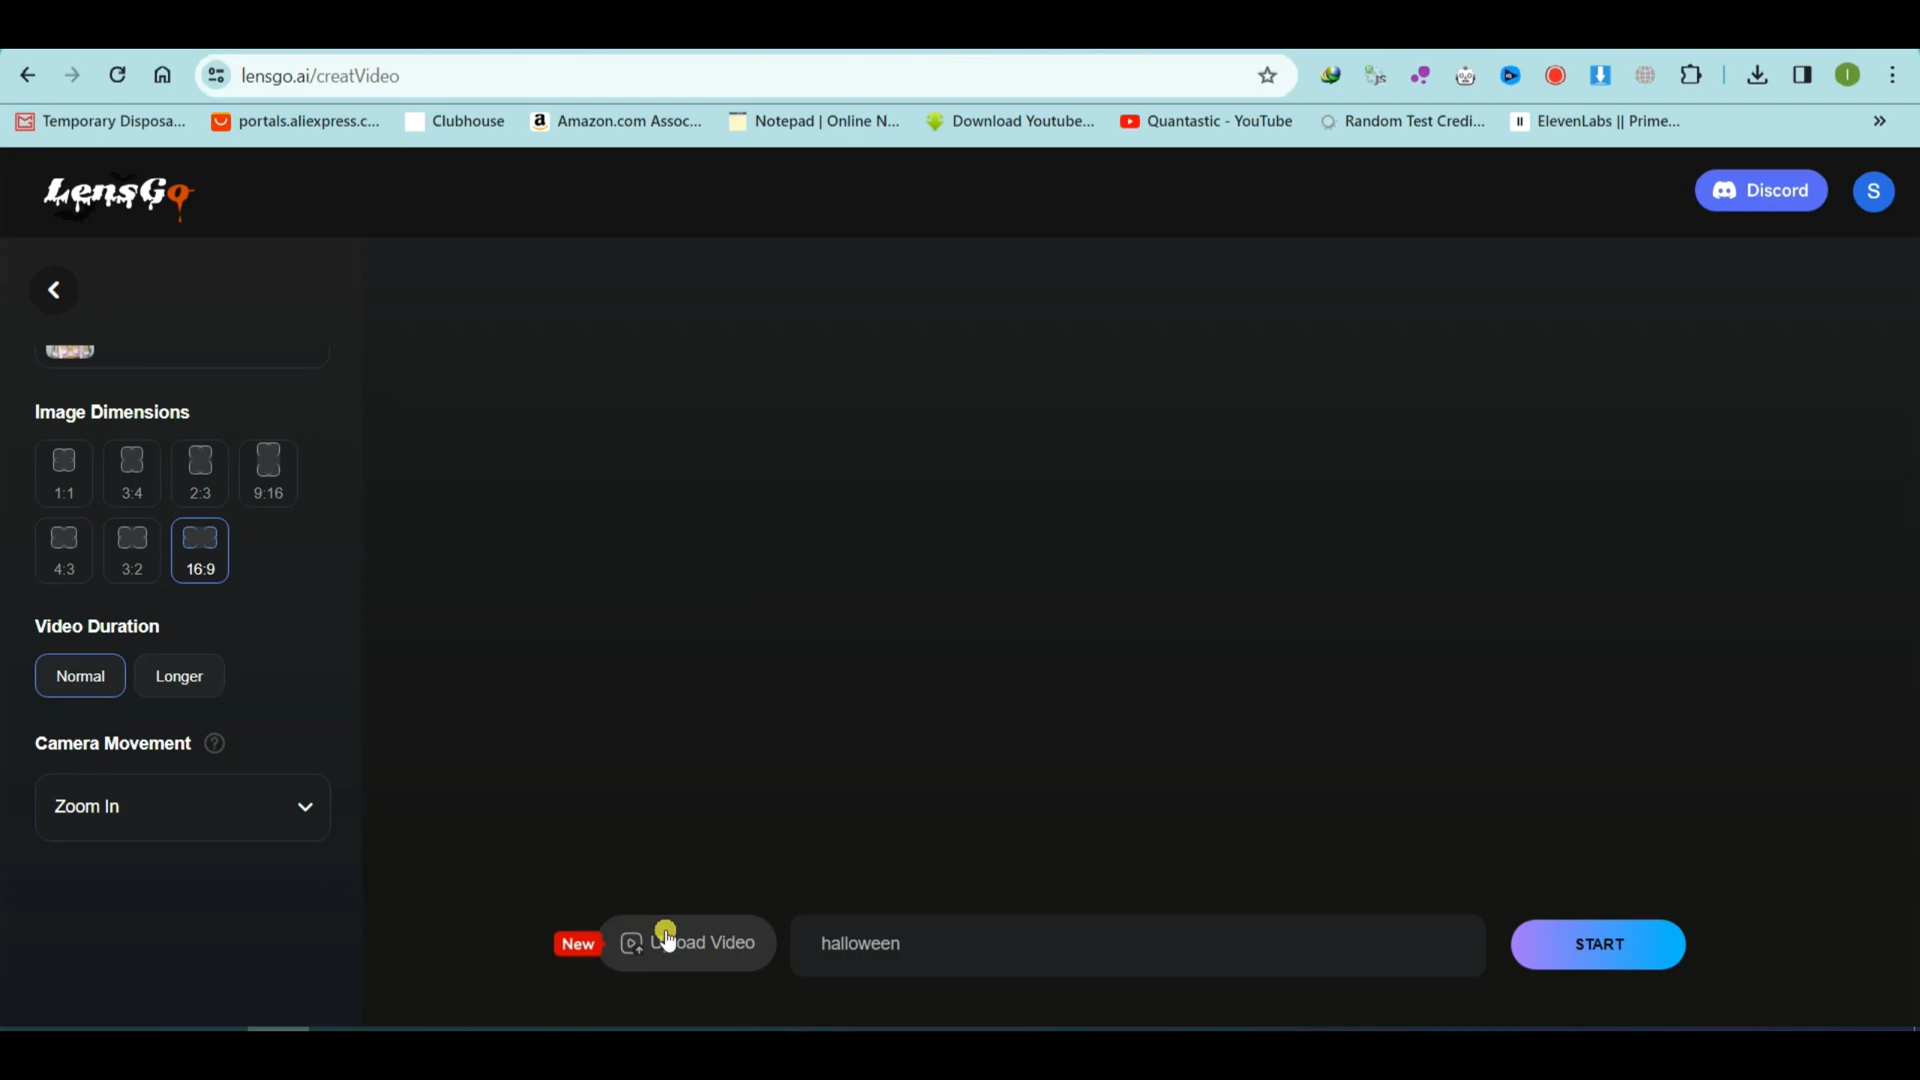 lensgo.ai/creatVideo
Temporary Disposa... portals.aliexpress.c... Clubhouse Amazon.com Assoc... Notepad | Online N... Download Youtube... Quantastic - YouTube Random Test Credi... ElevenLabs || Prime... »
LensGo
Discord S
Image Dimensions
1:1 3:4 2:3 9:16
4:3 3:2 16:9
Video Duration
Normal Longer
Camera Movement ?
Zoom In
New Upload Video halloween START